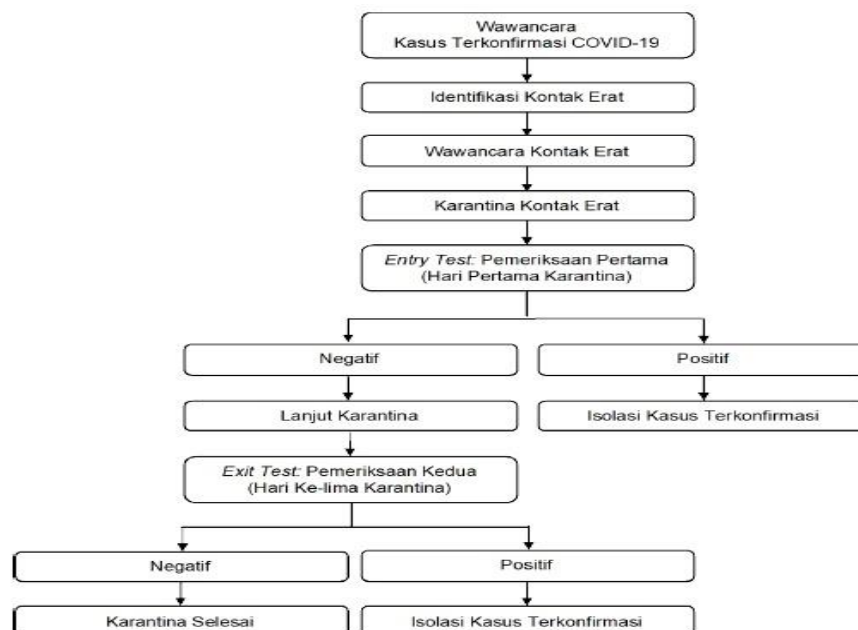 Wawancara
Kasus Terkonfirmasi COVID-19
Identifikasi Kontak Erat
Wawancara Kontak Erat
Karantina Kontak Erat
Entry Test: Pemeriksaan Pertama
(Hari Pertama Karantina)
Negatif
Positif
Lanjut Karantina
Isolasi Kasus Terkonfirmasi
Exit Test: Pemeriksaan Kedua
(Hari Ke-lima Karantina)
Negatif
Positif
Karantina Selesai
Isolasi Kasus Terkonfirmasi